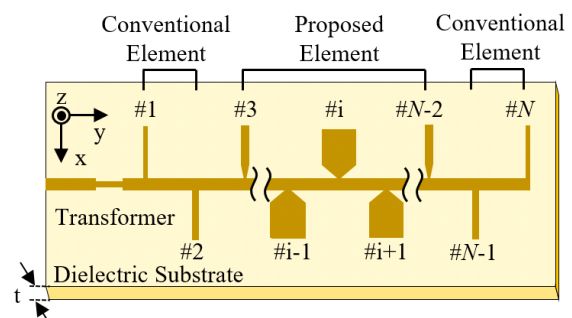 Conventional Element
Proposed Element
Conventional Element
z
y
x
#1
#3
#i
#N-2
#N
Transformer
#2
#i-1
#i+1
#N-1
Dielectric Substrate
t